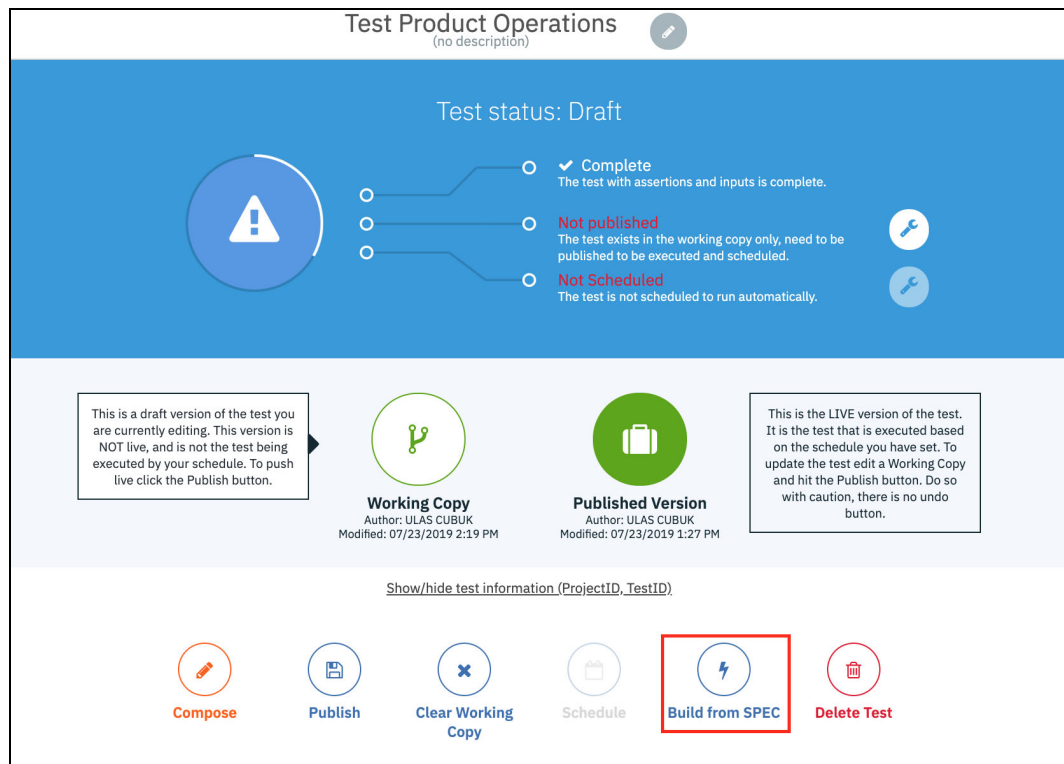 Test Product Operations
(no description)
Test status: Draft
Complete
The test with assertions and inputs is complete.
Not published
The test exists in the working copy only, need to be
published to be executed and scheduled.
Not Scheduled
The test is not scheduled to run automatically.
This is a draft version of the test you
are currently editing. This version is
NOT live, and is not the test being
executed by your schedule. To push
live click the Publish button.
Working Copy
Author: ULAS CUBUK
Modified: 07/23/2019 2:19 PM
Published Version
Author: ULAS CUBUK
Modified: 07/23/2019 1:27 PM
This is the LIVE version of the test.
It is the test that is executed based
on the schedule you have set. To
update the test edit a Working Copy
and hit the Publish button. Do so
with caution, there is no undo
button.
Show/hide test information (ProjectID, TestID)
Compose
Publish
Clear Working
Copy
Schedule
Build from SPEC
Delete Test